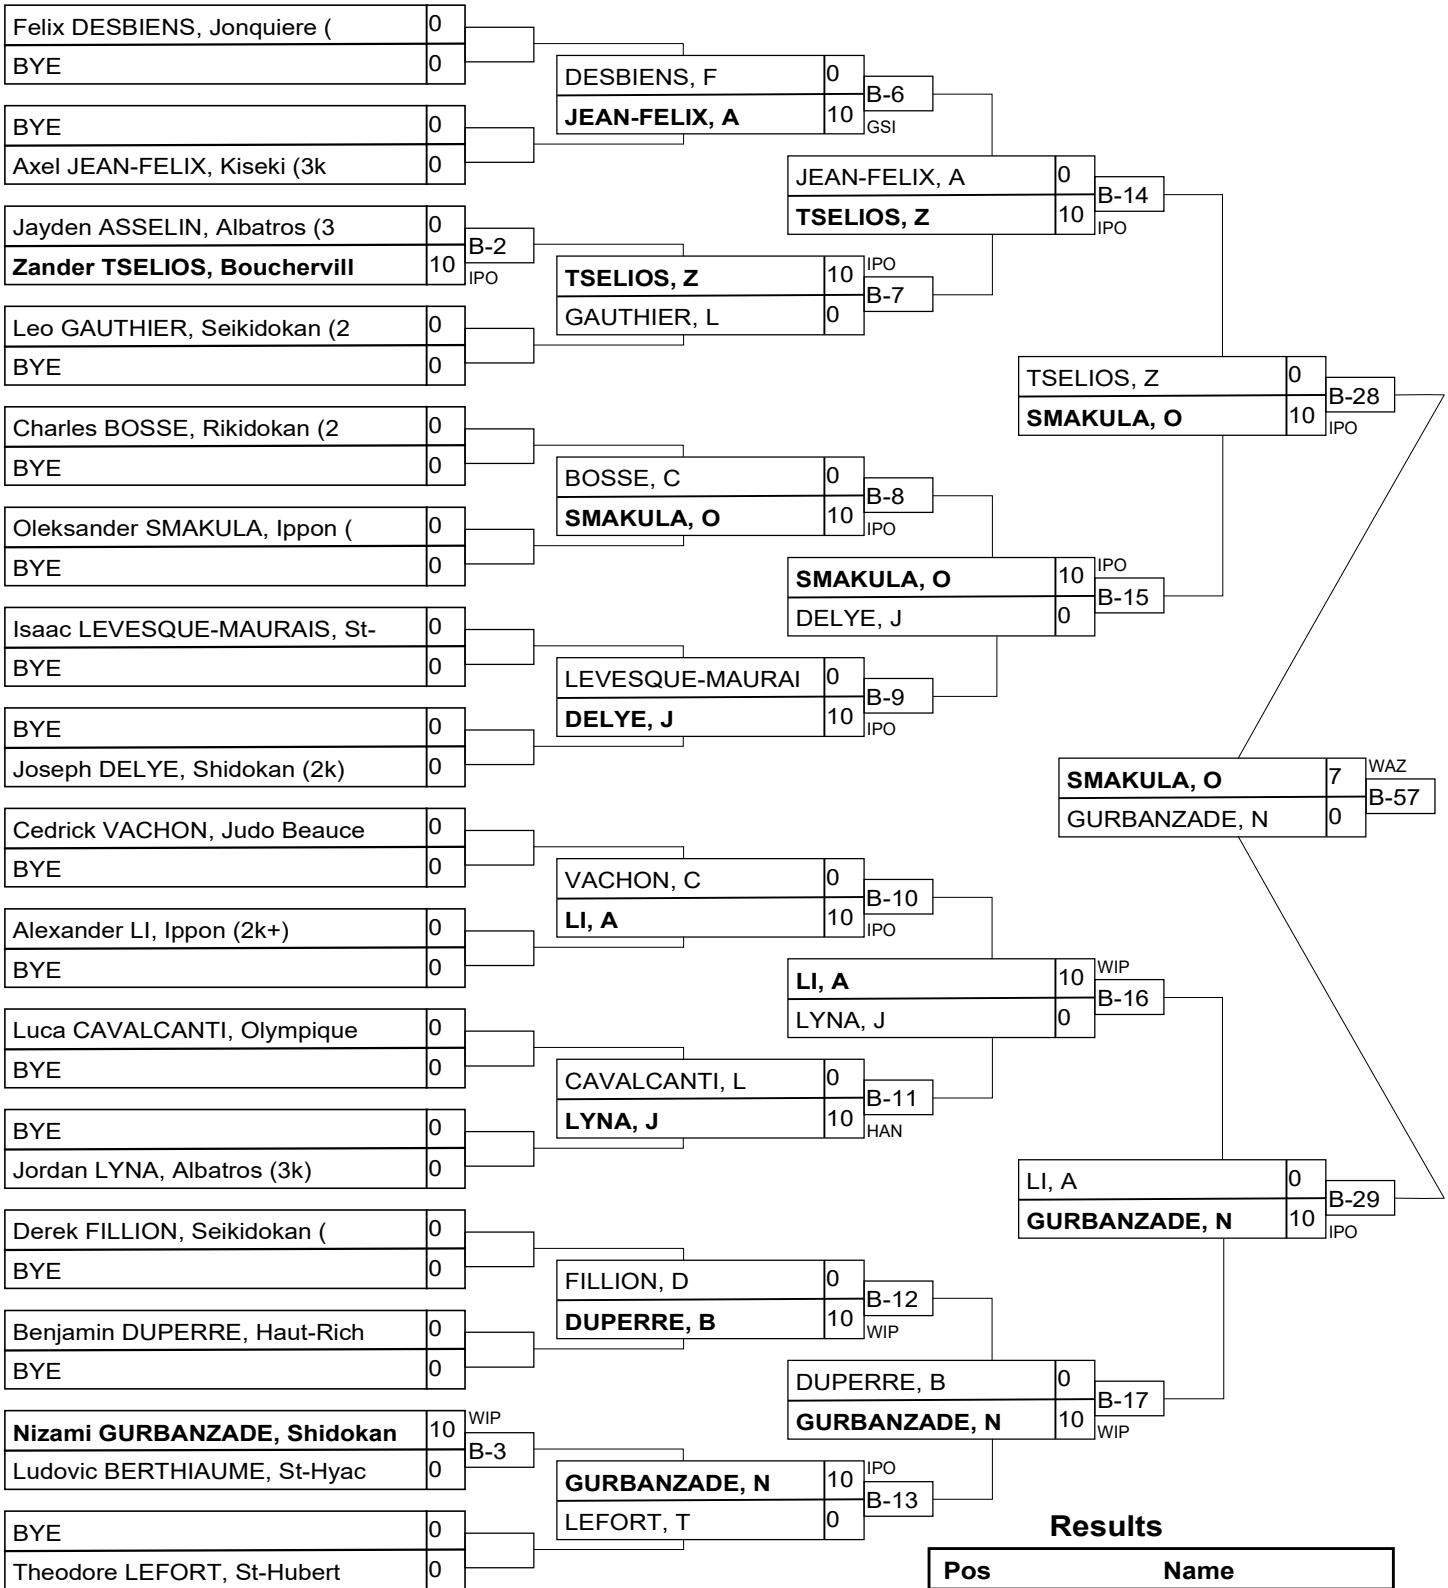 Felix DESBIENS, Jonquiere ( 0
BYE 0
BYE 0
Axel JEAN-FELIX, Kiseki (3k 0
Jayden ASSELIN, Albatros (3 0
Zander TSELIOS, Bouchervill 10
B-2
IPO
Leo GAUTHIER, Seikidokan (2 0
BYE 0
Charles BOSSE, Rikidokan (2 0
BYE 0
Oleksander SMAKULA, Ippon ( 0
BYE 0
Isaac LEVESQUE-MAURAIS, St- 0
BYE 0
BYE 0
Joseph DELYE, Shidokan (2k) 0
Cedrick VACHON, Judo Beauce 0
BYE 0
Alexander LI, Ippon (2k+) 0
BYE 0
Luca CAVALCANTI, Olympique 0
BYE 0
BYE 0
Jordan LYNA, Albatros (3k) 0
Derek FILLION, Seikidokan ( 0
BYE 0
Benjamin DUPERRE, Haut-Rich 0
BYE 0
Nizami GURBANZADE, Shidokan 10
WIP
B-3
Ludovic BERTHIAUME, St-Hyac 0
BYE 0
Theodore LEFORT, St-Hubert 0
DESBIENS, F 0
JEAN-FELIX, A 10
B-6
GSI
TSELIOS, Z 10
IPO
B-7
GAUTHIER, L 0
BOSSE, C 0
SMAKULA, O 10
B-8
IPO
LEVESQUE-MAURAI 0
DELYE, J 10
B-9
IPO
VACHON, C 0
LI, A 10
B-10
IPO
CAVALCANTI, L 0
LYNA, J 10
B-11
HAN
FILLION, D 0
DUPERRE, B 10
B-12
WIP
GURBANZADE, N 10
IPO
B-13
LEFORT, T 0
JEAN-FELIX, A 0
TSELIOS, Z 10
B-14
IPO
SMAKULA, O 10
IPO
B-15
DELYE, J 0
LI, A 10
WIP
B-16
LYNA, J 0
DUPERRE, B 0
GURBANZADE, N 10
B-17
WIP
TSELIOS, Z 0
SMAKULA, O 10
B-28
IPO
LI, A 0
GURBANZADE, N 10
B-29
IPO
SMAKULA, O 7
WAZ
B-57
GURBANZADE, N 0
Results
Pos Name